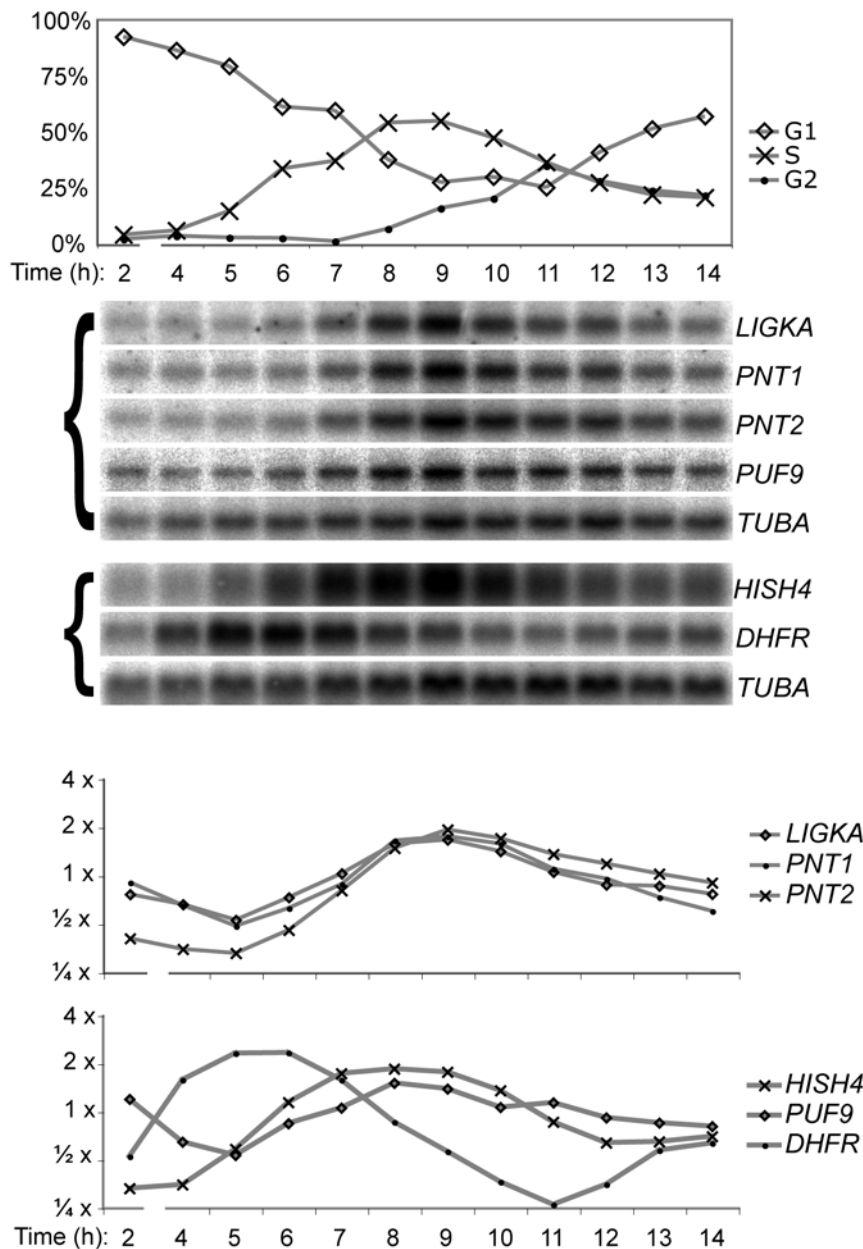 100%
75%
50%
25%
0%
G1
S
G2
Time (h): 2 4 5 6 7 8 9 10 11 12 13 14
LIGKA
PNT1
PNT2
PUF9
TUBA
HISH4
DHFR
TUBA
4 x
2 x
1 x
½ x
¼ x
LIGKA
PNT1
PNT2
4 x
2 x
1 x
½ x
¼ x
HISH4
PUF9
DHFR
Time (h): 2 4 5 6 7 8 9 10 11 12 13 14